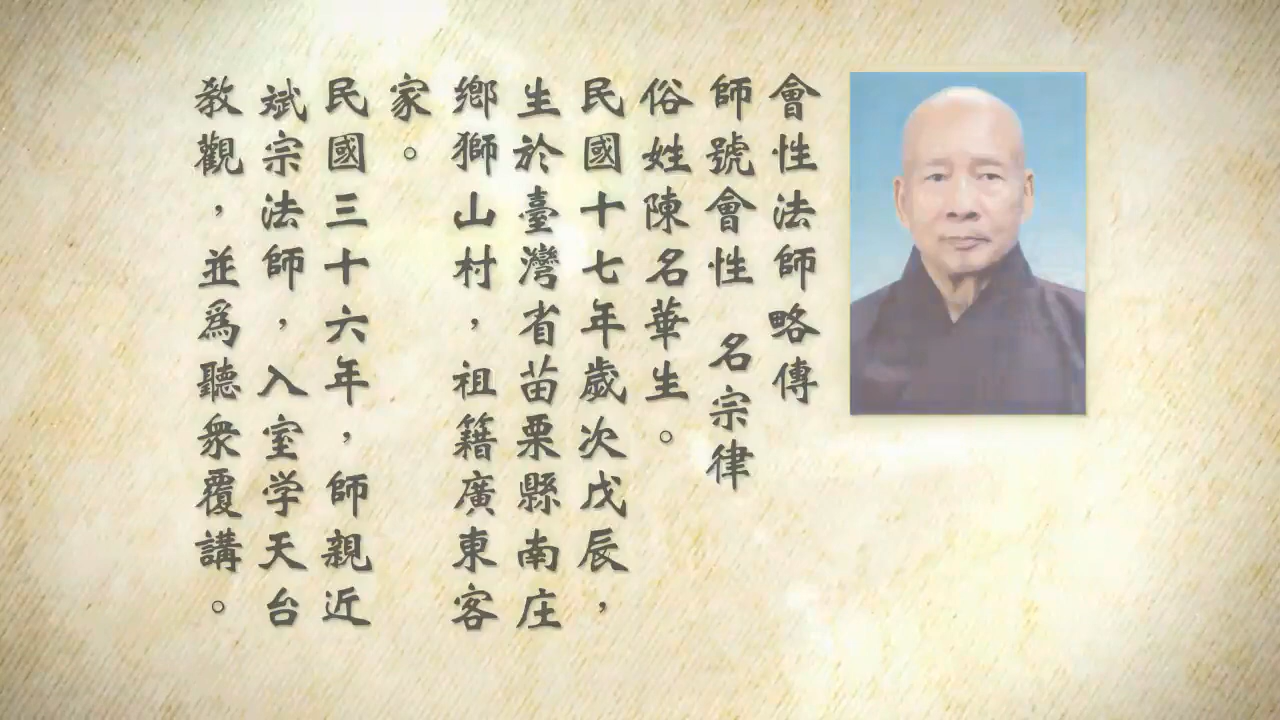 會性法師略傳
師號會性 名宗律
俗姓陳名華生。
民國十七年歲次戊辰，
生於臺灣省苗栗縣南庄
鄉獅山村，祖籍廣東客
家。
民國三十六年，師親近
斌宗法師，入室学天台
教觀，並為聽衆覆講。